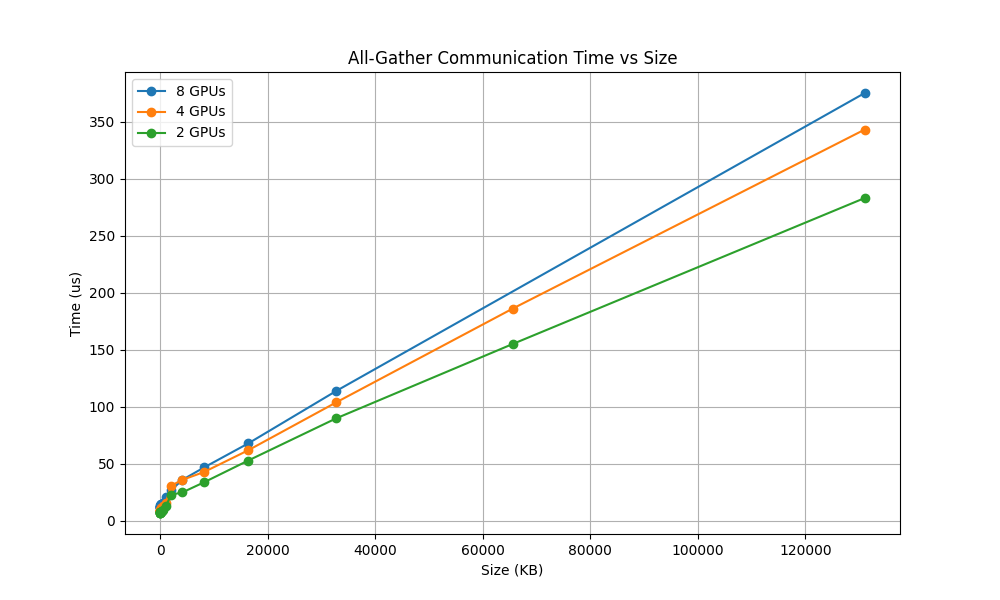 All-Gather Communication Time vs Size
8 GPUs
4 GPUs
2 GPUs
350
300
250
200
150
100
50
0
Time (us)
0 20000 40000 60000 80000 100000 120000
Size (KB)